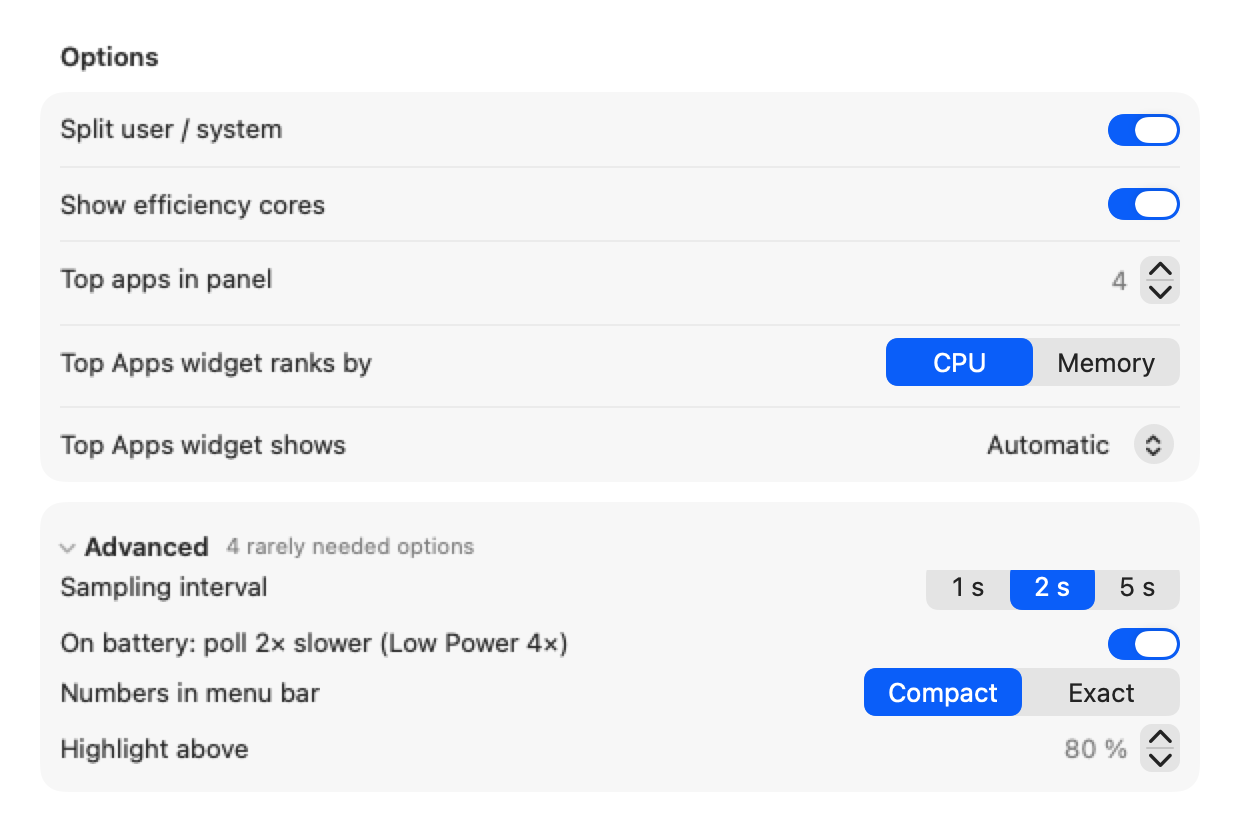 Options
Split user / system
Show efficiency cores
Top apps in panel 4
Top Apps widget ranks by CPU Memory
Top Apps widget shows Automatic
Advanced 4 rarely needed options
Sampling interval 1 s 2 s 5 s
On battery: poll 2× slower (Low Power 4×)
Numbers in menu bar Compact Exact
Highlight above 80 %